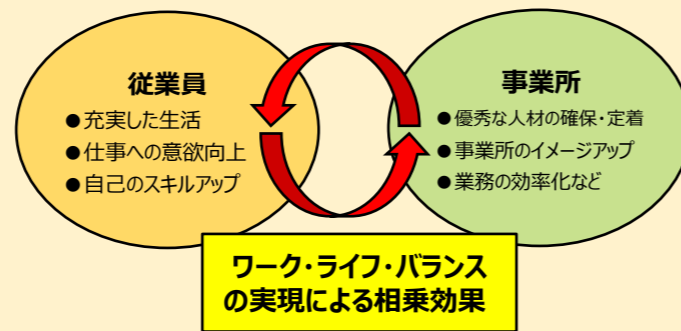 従業員
●充実した生活
●仕事への意欲向上
●自己のスキルアップ
事業所
●優秀な人材の確保・定着
●事業所のイメージアップ
●業務の効率化など
ワーク・ライフ・バランス
の実現による相乗効果